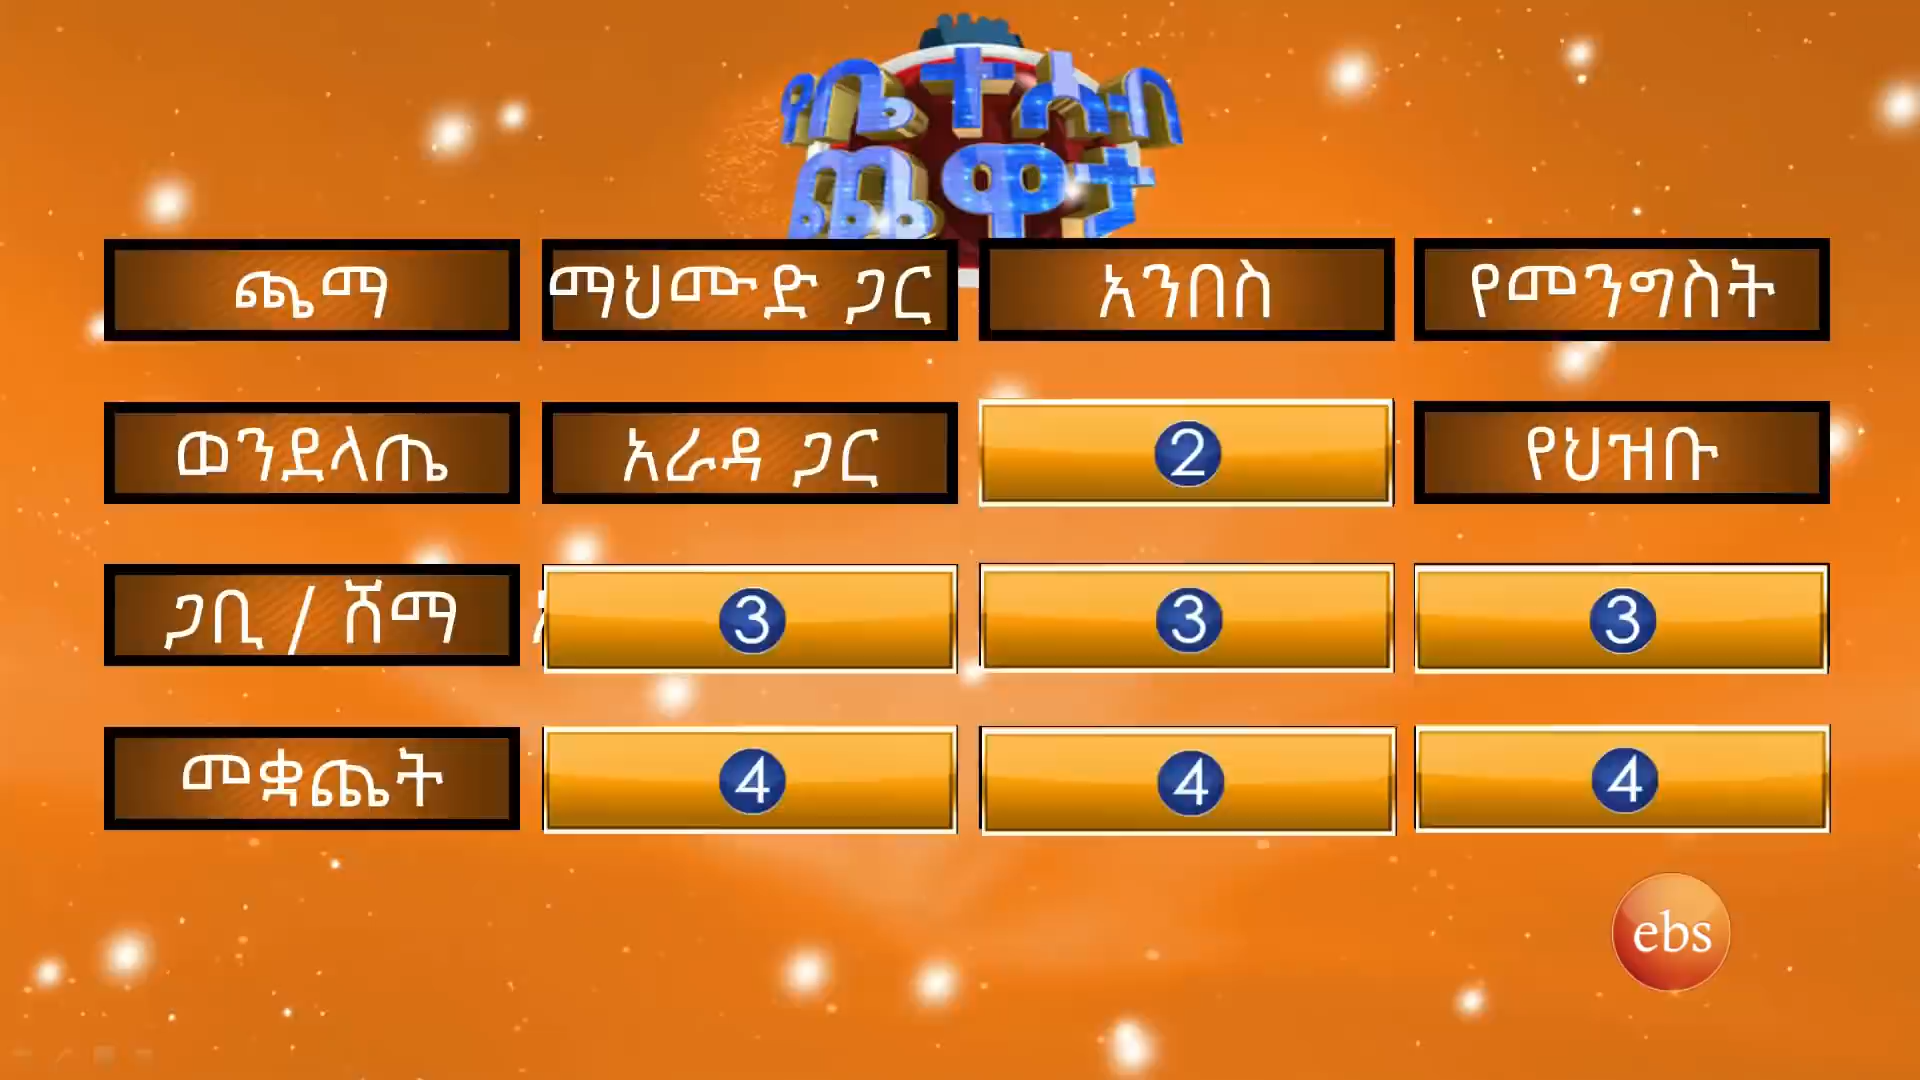 የቤተሰብ
ጨዋታ
ጫማ
ማህሙድ ጋር
አንበስ
የመንግስት
ወንደላጤ
አራዳ ጋር
2
የህዝቡ
ጋቢ / ሸማ
3
3
3
መቋጨት
4
4
4
ebs